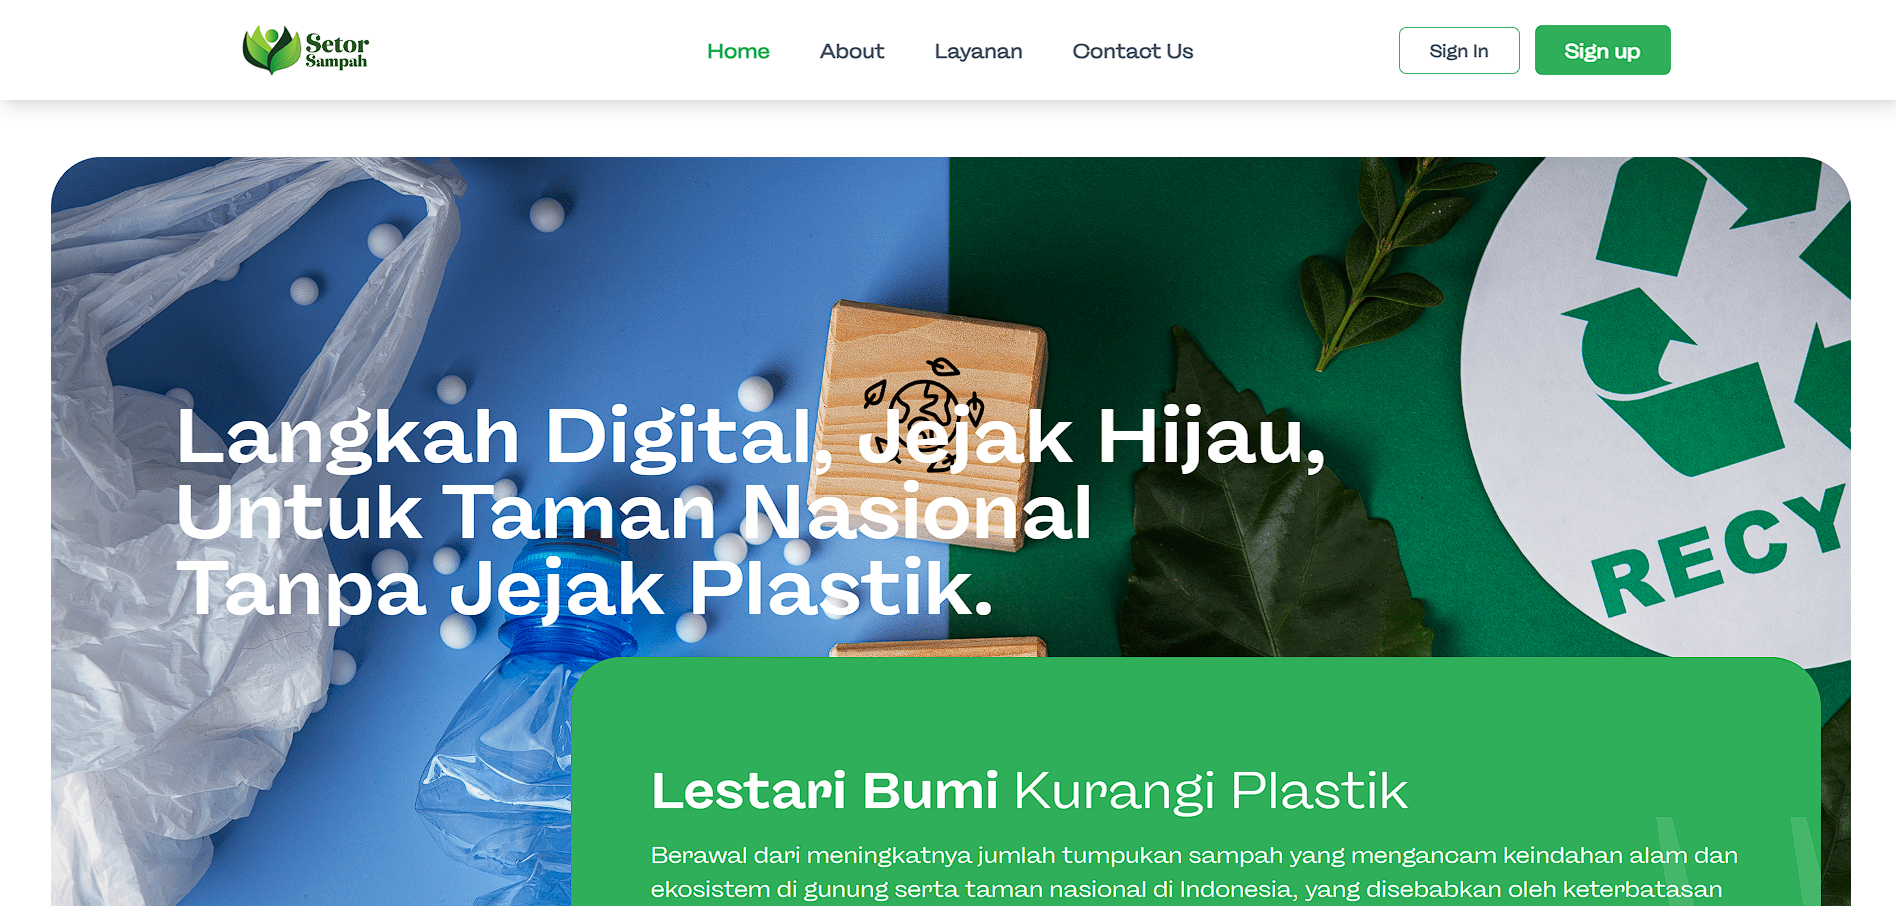 Setor
Sampah
Home
About
Layanan
Contact Us
Sign In
Sign up
Langkah Digital, Jejak Hijau,
Untuk Taman Nasional
Tanpa Jejak Plastik.
RECY
Lestari Bumi Kurangi Plastik
Berawal dari meningkatnya jumlah tumpukan sampah yang mengancam keindahan alam dan
ekosistem di gunung serta taman nasional di Indonesia, yang disebabkan oleh keterbatasan